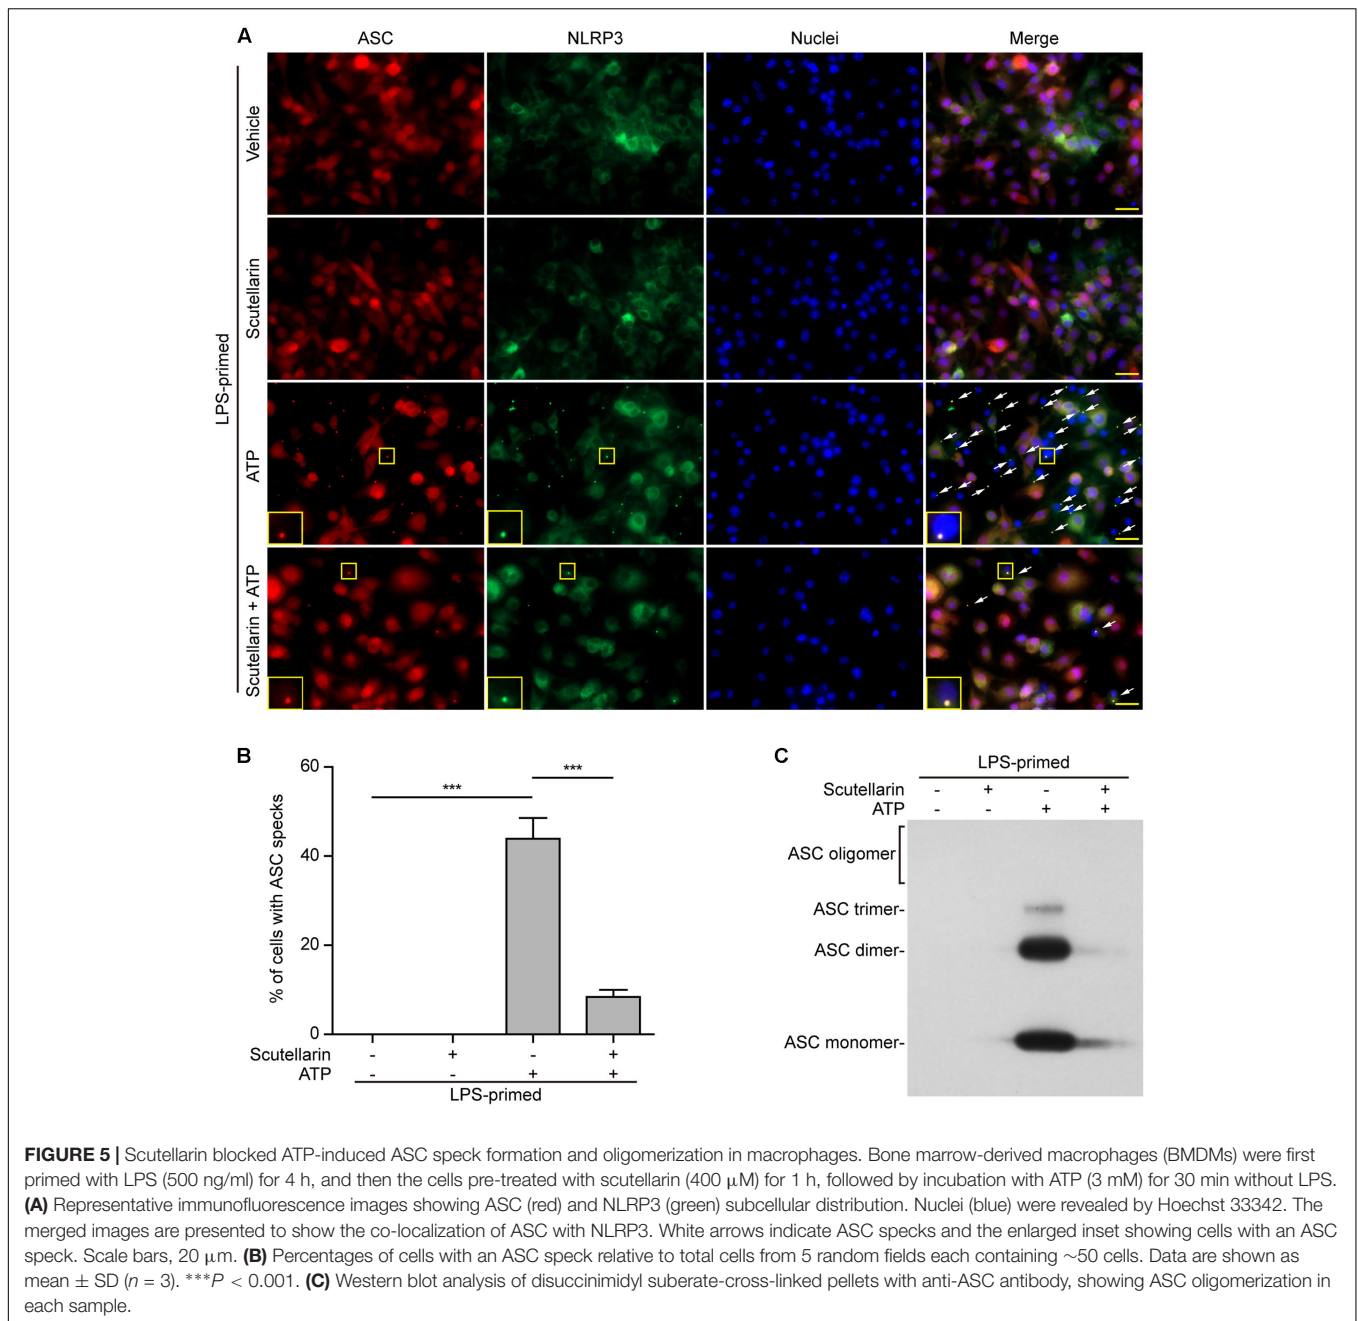 A
ASC
NLRP3
Nuclei
Merge
LPS-primed
Vehicle
Scutellarin
ATP
Scutellarin + ATP
B
60
40
20
0
% of cells with ASC specks
***
***
Scutellarin - + - +
ATP - - + +
LPS-primed
C
LPS-primed
Scutellarin - + - +
ATP - - + +
ASC oligomer
ASC trimer-
ASC dimer-
ASC monomer-
FIGURE 5 | Scutellarin blocked ATP-induced ASC speck formation and oligomerization in macrophages. Bone marrow-derived macrophages (BMDMs) were first
primed with LPS (500 ng/ml) for 4 h, and then the cells pre-treated with scutellarin (400 μM) for 1 h, followed by incubation with ATP (3 mM) for 30 min without LPS.
(A) Representative immunofluorescence images showing ASC (red) and NLRP3 (green) subcellular distribution. Nuclei (blue) were revealed by Hoechst 33342. The
merged images are presented to show the co-localization of ASC with NLRP3. White arrows indicate ASC specks and the enlarged inset showing cells with an ASC
speck. Scale bars, 20 μm. (B) Percentages of cells with an ASC speck relative to total cells from 5 random fields each containing ~50 cells. Data are shown as
mean ± SD (n = 3). ***P < 0.001. (C) Western blot analysis of disuccinimidyl suberate-cross-linked pellets with anti-ASC antibody, showing ASC oligomerization in
each sample.